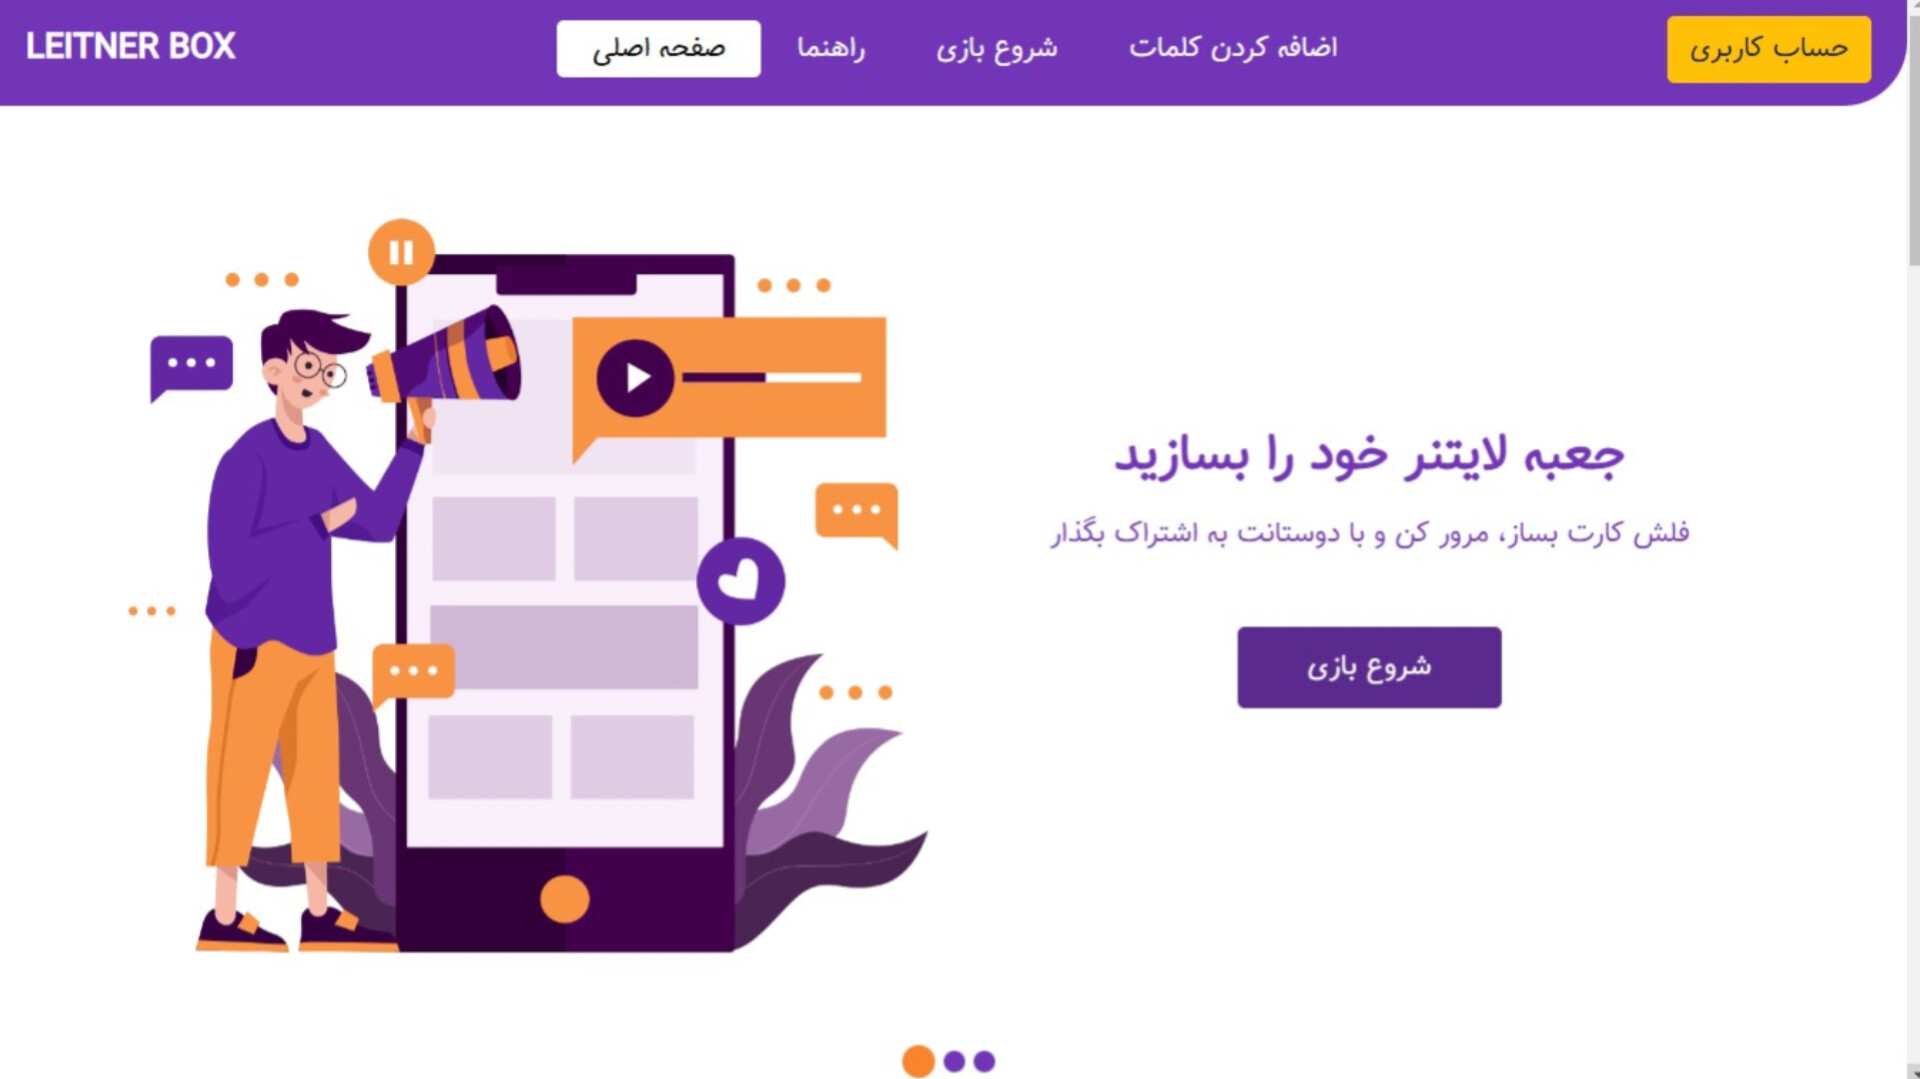 LEITNER BOX
صفحه اصلی
راهنما
شروع بازی
اضافه کردن کلمات
حساب کاربری
جعبه لایتنر خود را بسازید
فلش کارت بساز، مرور کن و با دوستانت به اشتراک بگذار
شروع بازی